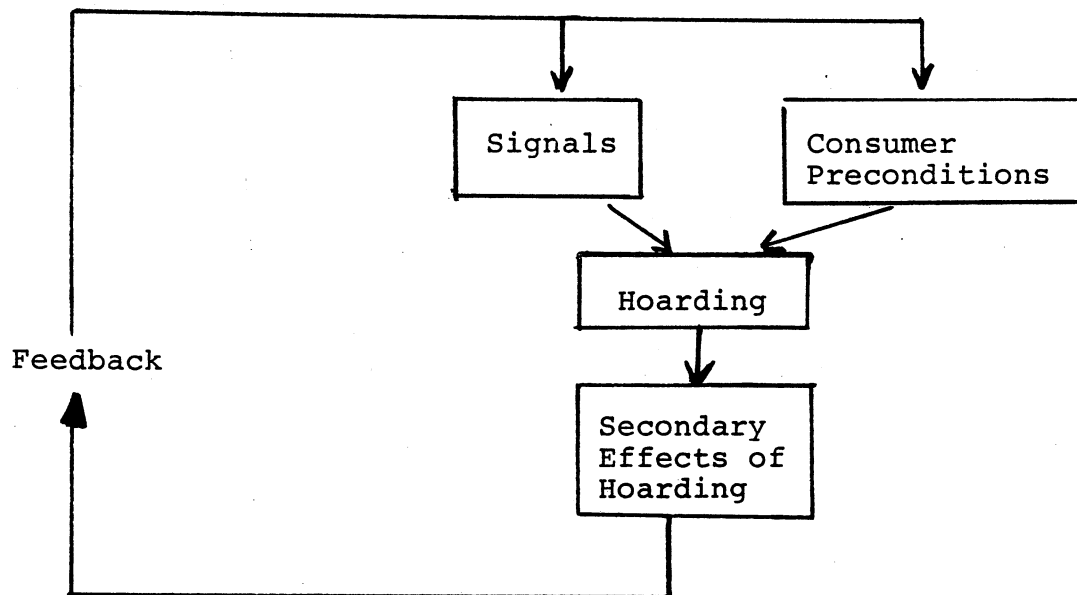 Signals
Consumer
Preconditions
Hoarding
Feedback
Secondary
Effects of
Hoarding